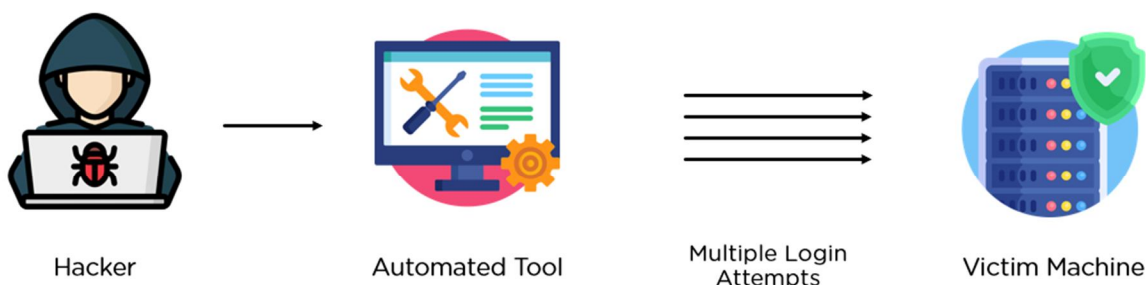 Hacker
Automated Tool
Multiple Login
Attempts
Victim Machine